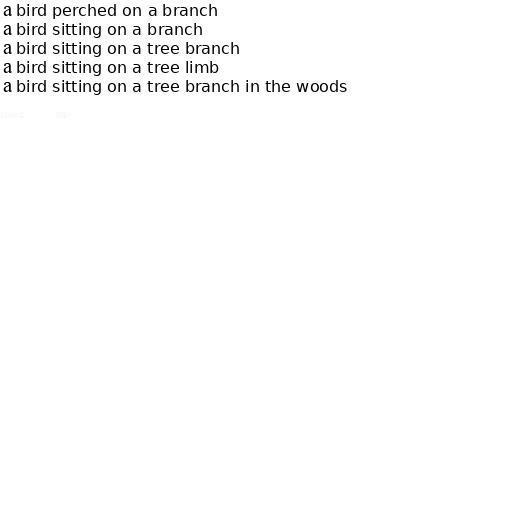 a bird perched on a branch
a bird sitting on a branch
a bird sitting on a tree branch
a bird sitting on a tree limb
a bird sitting on a tree branch in the woods